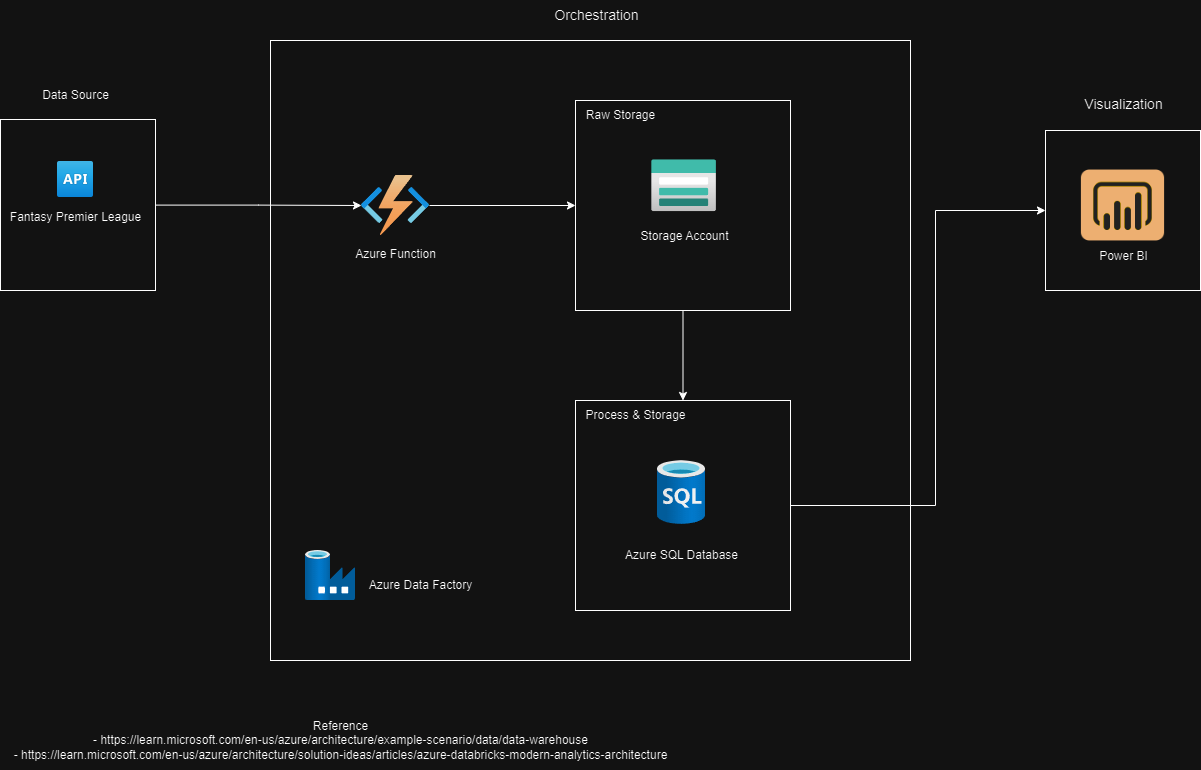 Orchestration
Data Source
Visualization
Raw Storage
API
Fantasy Premier League
Storage Account
Azure Function
Power BI
Process & Storage
SQL
Azure SQL Database
Azure Data Factory
Reference
- https://learn.microsoft.com/en-us/azure/architecture/example-scenario/data/data-warehouse
- https://learn.microsoft.com/en-us/azure/architecture/solution-ideas/articles/azure-databricks-modern-analytics-architecture